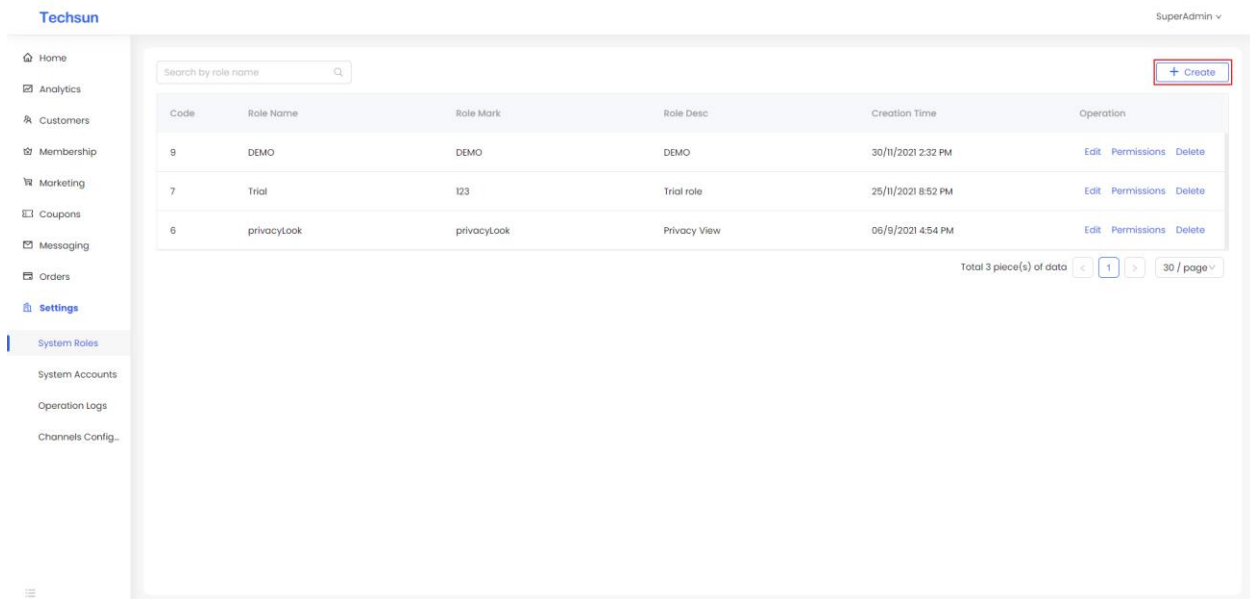 Techsun
SuperAdmin
Home
Analytics
Customers
Membership
Marketing
Coupons
Messaging
Orders
Settings
System Roles
System Accounts
Operation Logs
Channels Config...
Search by role name
+ Create
Code Role Name Role Mark Role Desc Creation Time Operation
9 DEMO DEMO DEMO 30/11/2021 2:32 PM Edit Permissions Delete
7 Trial 123 Trial role 25/11/2021 8:52 PM Edit Permissions Delete
6 privacyLook privacyLook Privacy View 06/9/2021 4:54 PM Edit Permissions Delete
Total 3 piece(s) of data < 1 > 30 / page